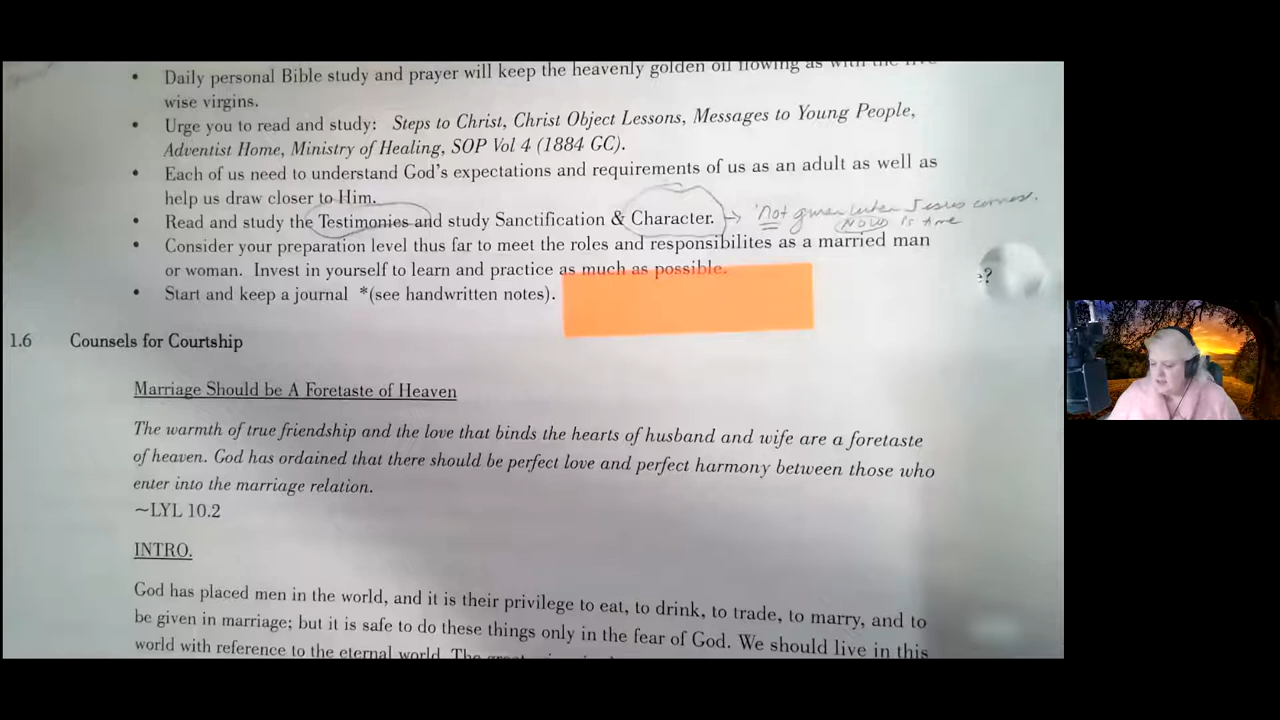 • Daily personal Bible study and prayer will keep the heavenly golden oil flowing as with the five
wise virgins.
• Urge you to read and study: Steps to Christ, Christ Object Lessons, Messages to Young People,
Adventist Home, Ministry of Healing, SOP Vol 4 (1884 GC).
• Each of us need to understand God's expectations and requirements of us as an adult as well as
help us draw closer to Him.
• Read and study the Testimonies and study Sanctification & Character. → not given when Jesus comes.
NOW is time
• Consider your preparation level thus far to meet the roles and responsibilites as a married man
or woman. Invest in yourself to learn and practice as much as possible.
?
• Start and keep a journal *(see handwritten notes).
1.6 Counsels for Courtship
Marriage Should be A Foretaste of Heaven
The warmth of true friendship and the love that binds the hearts of husband and wife are a foretaste
of heaven. God has ordained that there should be perfect love and perfect harmony between those who
enter into the marriage relation.
~LYL 10.2
INTRO.
God has placed men in the world, and it is their privilege to eat, to drink, to trade, to marry, and to
be given in marriage; but it is safe to do these things only in the fear of God. We should live in this
world with reference to the eternal world. The